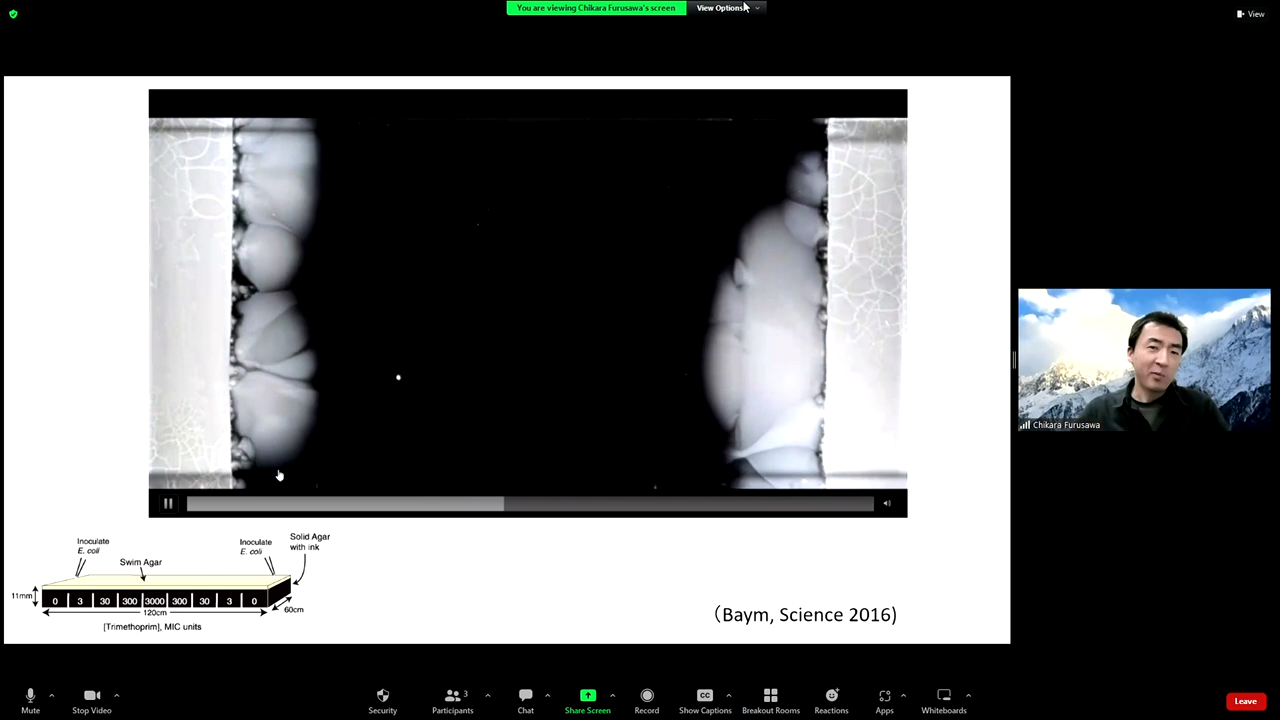 You are viewing Chikara Furusawa's screen
View Options
View
Chikara Furusawa
Inoculate
E. coli
Swim Agar
Inoculate
E. coli
Solid Agar
with ink
11mm
0 3 30 300 3000 300 30 3 0
120cm
60cm
[Trimethoprim], MIC units
（Baym, Science 2016)
Mute
Stop Video
Security
3
Participants
Chat
Share Screen
Record
CC
Show Captions
Breakout Rooms
Reactions
Apps
Whiteboards
Leave